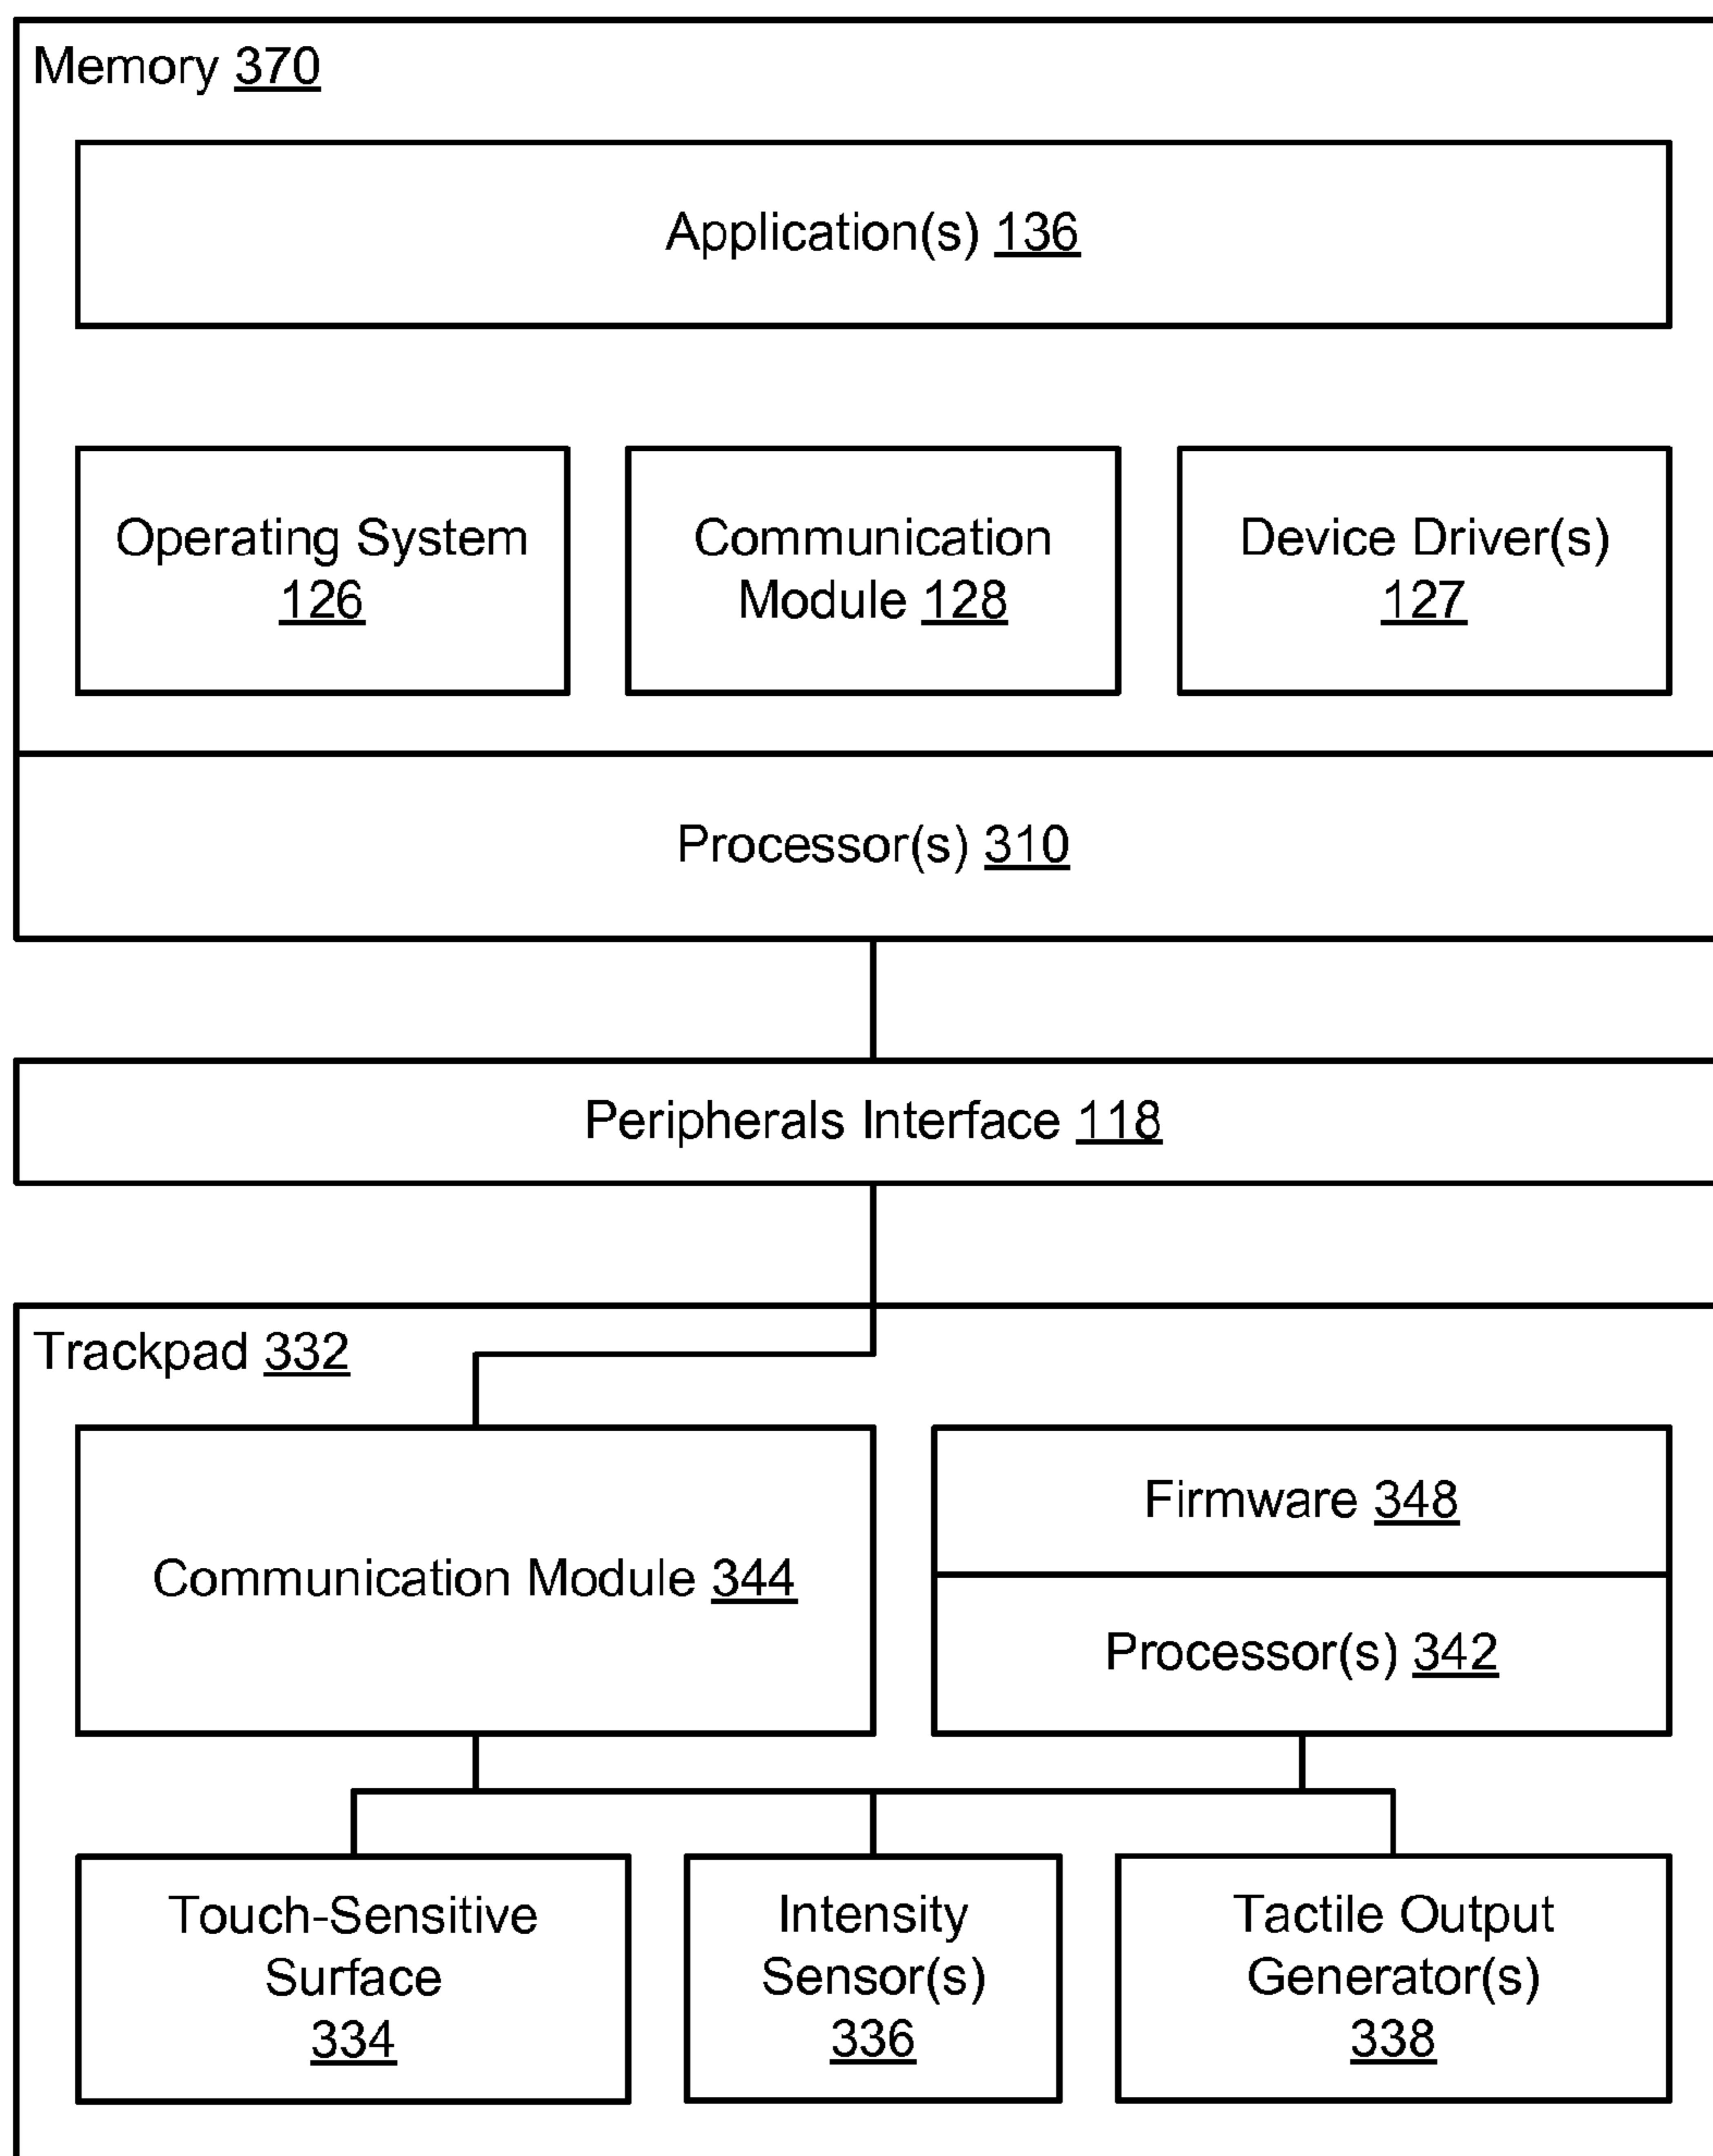 Memory 370
Application(s) 136
Operating System
126
Communication
Module 128
Device Driver(s)
127
Processor(s) 310
Peripherals Interface 118
Trackpad 332
Communication Module 344
Firmware 348
Processor(s) 342
Touch-Sensitive
Surface
334
Intensity
Sensor(s)
336
Tactile Output
Generator(s)
338